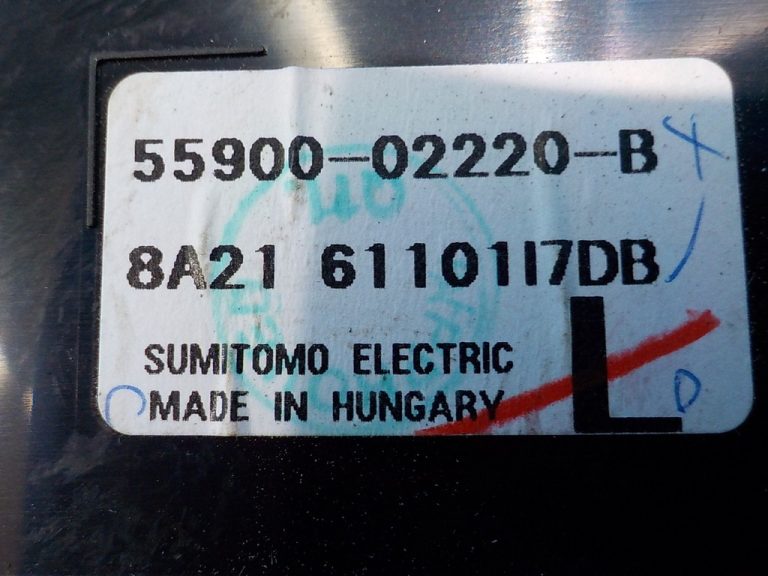 55900-02220-B
8A21 6110117DB
SUMITOMO ELECTRIC
MADE IN HUNGARY
L